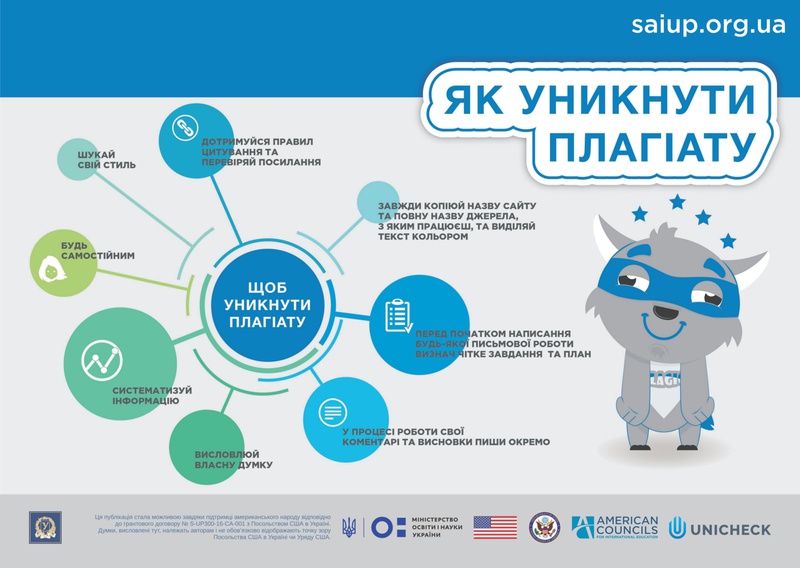 saiup.org.ua
ЯК УНИКНУТИ
ПЛАГІАТУ
ДОТРИМУЙСЯ ПРАВИЛ
ЦИТУВАННЯ ТА
ПЕРЕВІРЯЙ ПОСИЛАННЯ
ШУКАЙ
СВІЙ СТИЛЬ
ЗАВЖДИ КОПІЮЙ НАЗВУ САЙТУ
ТА ПОВНУ НАЗВУ ДЖЕРЕЛА,
З ЯКИМ ПРАЦЮЄШ, ТА ВИДІЛЯЙ
ТЕКСТ КОЛЬОРОМ
БУДЬ
САМОСТІЙНИМ
ЩОБ
УНИКНУТИ
ПЛАГІАТУ
ПЕРЕД ПОЧАТКОМ НАПИСАННЯ
БУДЬ-ЯКОЇ ПИСЬМОВОЇ РОБОТИ
ВИЗНАЧ ЧІТКЕ ЗАВДАННЯ ТА ПЛАН
СИСТЕМАТИЗУЙ
ІНФОРМАЦІЮ
У ПРОЦЕСІ РОБОТИ СВОЇ
КОМЕНТАРІ ТА ВИСНОВКИ ПИШИ ОКРЕМО
ВИСЛОВЛЮЙ
ВЛАСНУ ДУМКУ
Ця публікація стала можливою завдяки підтримці американського народу відповідно
до грантового договору № S-UP300-16-CA-001 з Посольством США в Україні.
Думки, висловлені тут, належать авторам і не обов'язково відображають точку зору
Посольства США в Україні чи Уряду США.
МІНІСТЕРСТВО
ОСВІТИ І НАУКИ
УКРАЇНИ
AMERICAN
COUNCILS
FOR INTERNATIONAL EDUCATION
UNICHECK